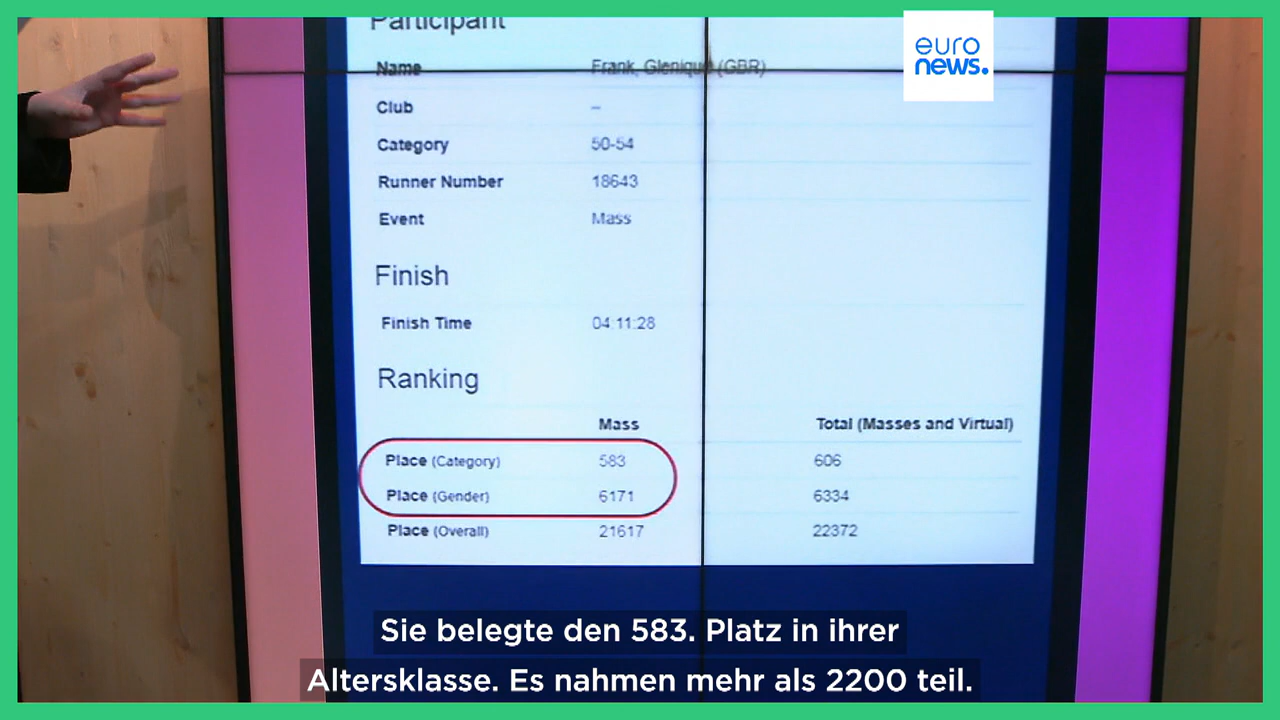 Participant
euro
news.
Name Frank, Glenique (GBR)
Club –
Category 50-54
Runner Number 18643
Event Mass
Finish
Finish Time 04:11:28
Ranking
Mass Total (Masses and Virtual)
Place (Category) 583 606
Place (Gender) 6171 6334
Place (Overall) 21617 22372
Sie belegte den 583. Platz in ihrer
Altersklasse. Es nahmen mehr als 2200 teil.